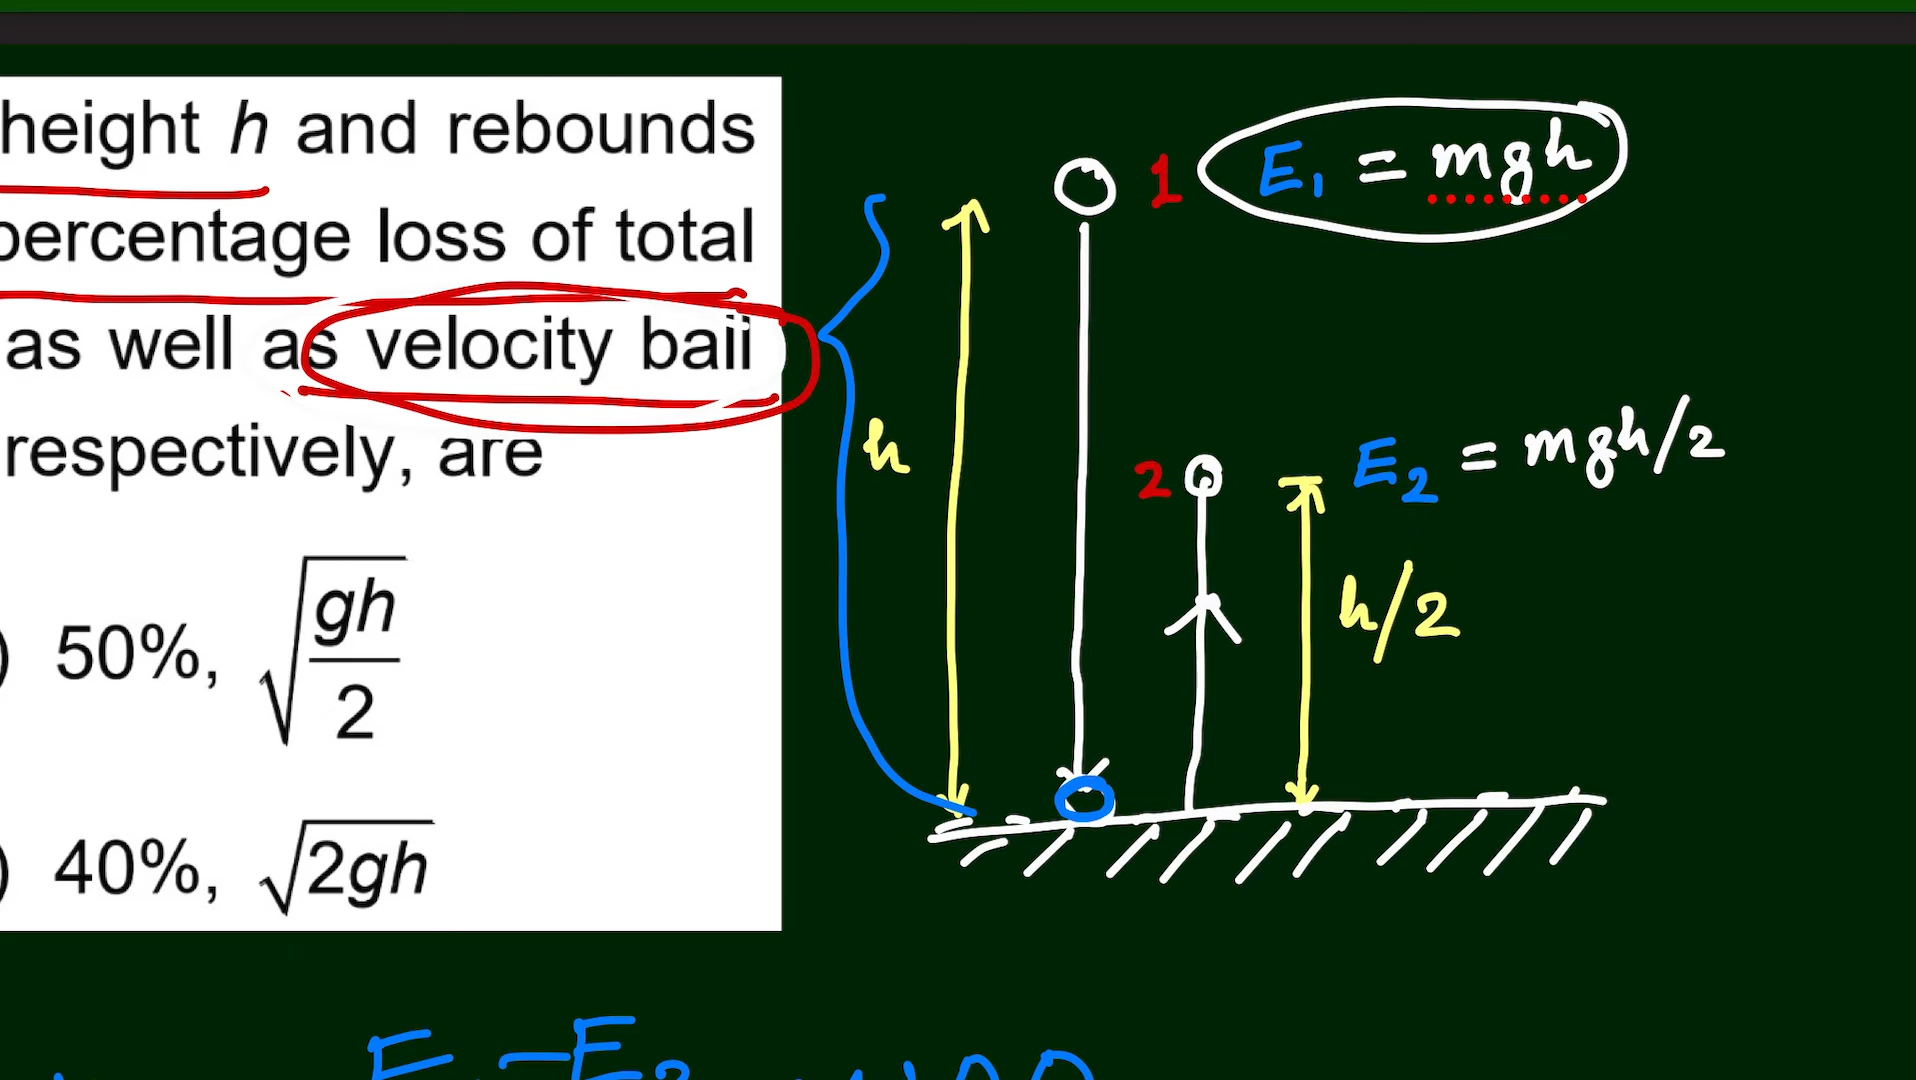 height h and rebounds
percentage loss of total
as well as velocity ball
respectively, are
) 50%, √gh/2
) 40%, √2gh
1 E₁ = mgh
h
2 E₂ = mgh/2
h/2